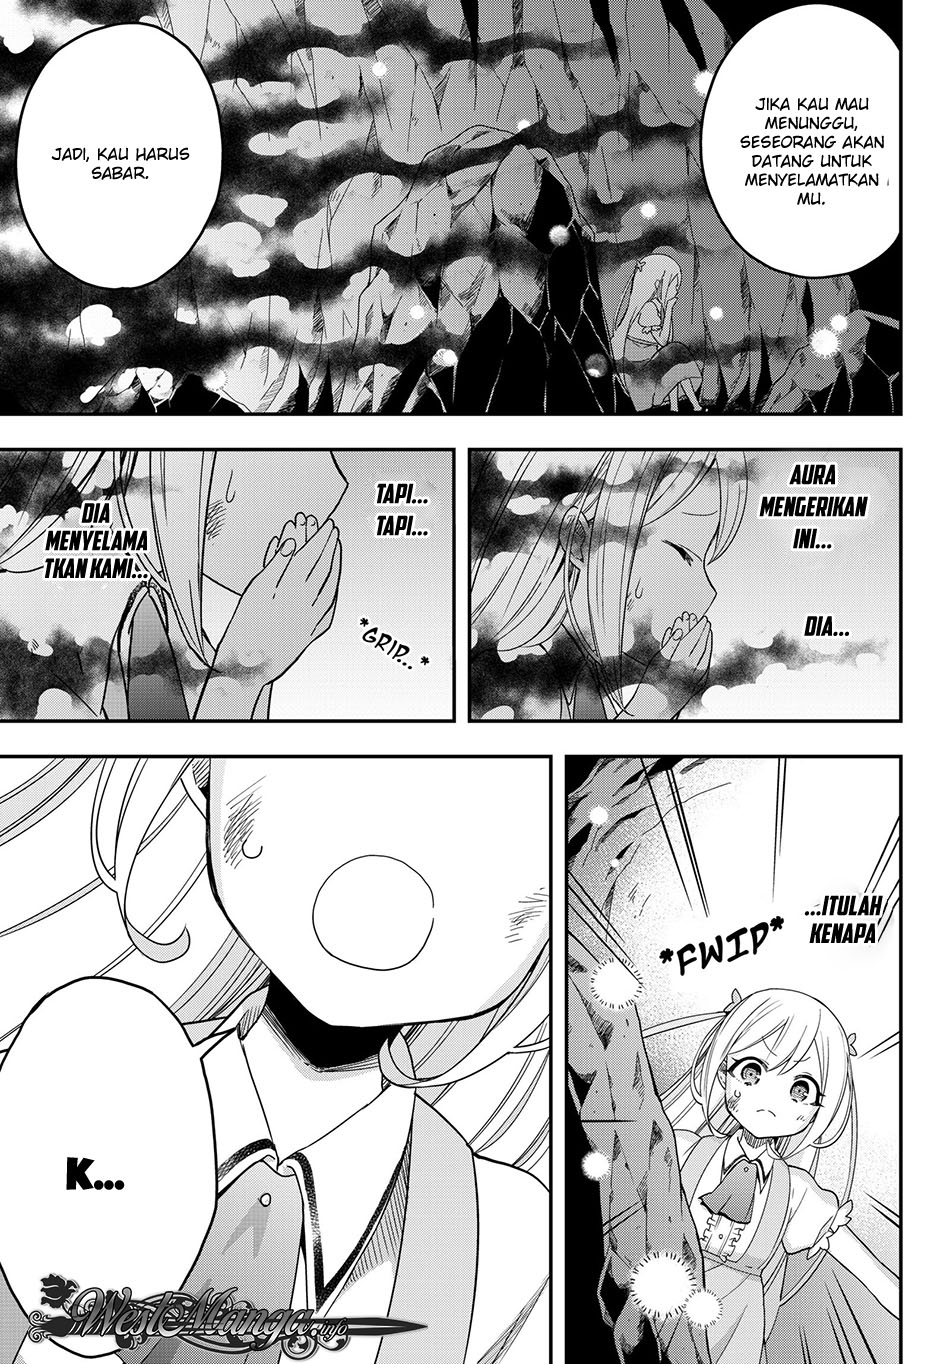 JIKA KAU MAU
MENUNGGU,
SESEORANG AKAN
DATANG UNTUK
MENYELAMATKAN
MU.
JADI, KAU HARUS
SABAR.
AURA
MENGERIKAN
INI...
DIA...
TAPI...
TAPI...
*GRIP... *
DIA
MENYELAMA
TKAN KAMI...
...ITULAH
KENAPA
*FWIP*
K...
WestManga.info